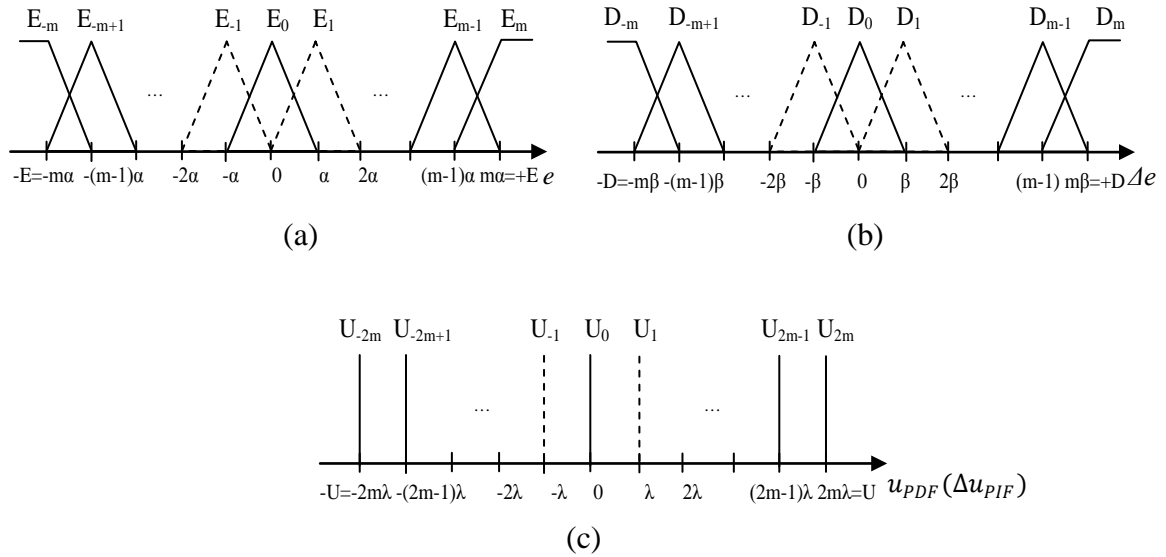 E-m E-m+1 E-1 E0 E1 Em-1 Em
... ...
-E=-mα -(m-1)α -2α -α 0 α 2α (m-1)α mα=+E e
(a)
D-m D-m+1 D-1 D0 D1 Dm-1 Dm
... ...
-D=-mβ -(m-1)β -2β -β 0 β 2β (m-1) mβ=+D Δe
(b)
U-2m U-2m+1 U-1 U0 U1 U2m-1 U2m
... ...
-U=-2mλ -(2m-1)λ -2λ -λ 0 λ 2λ (2m-1)λ 2mλ=U uPDF(ΔuPIF)
(c)